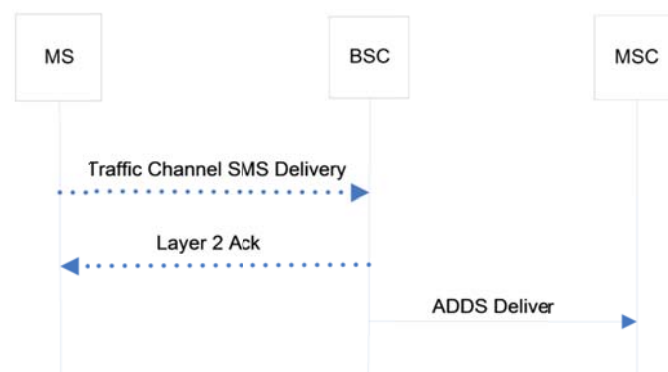 MS
BSC
MSC
Traffic Channel SMS Delivery
Layer 2 Ack
ADDS Deliver